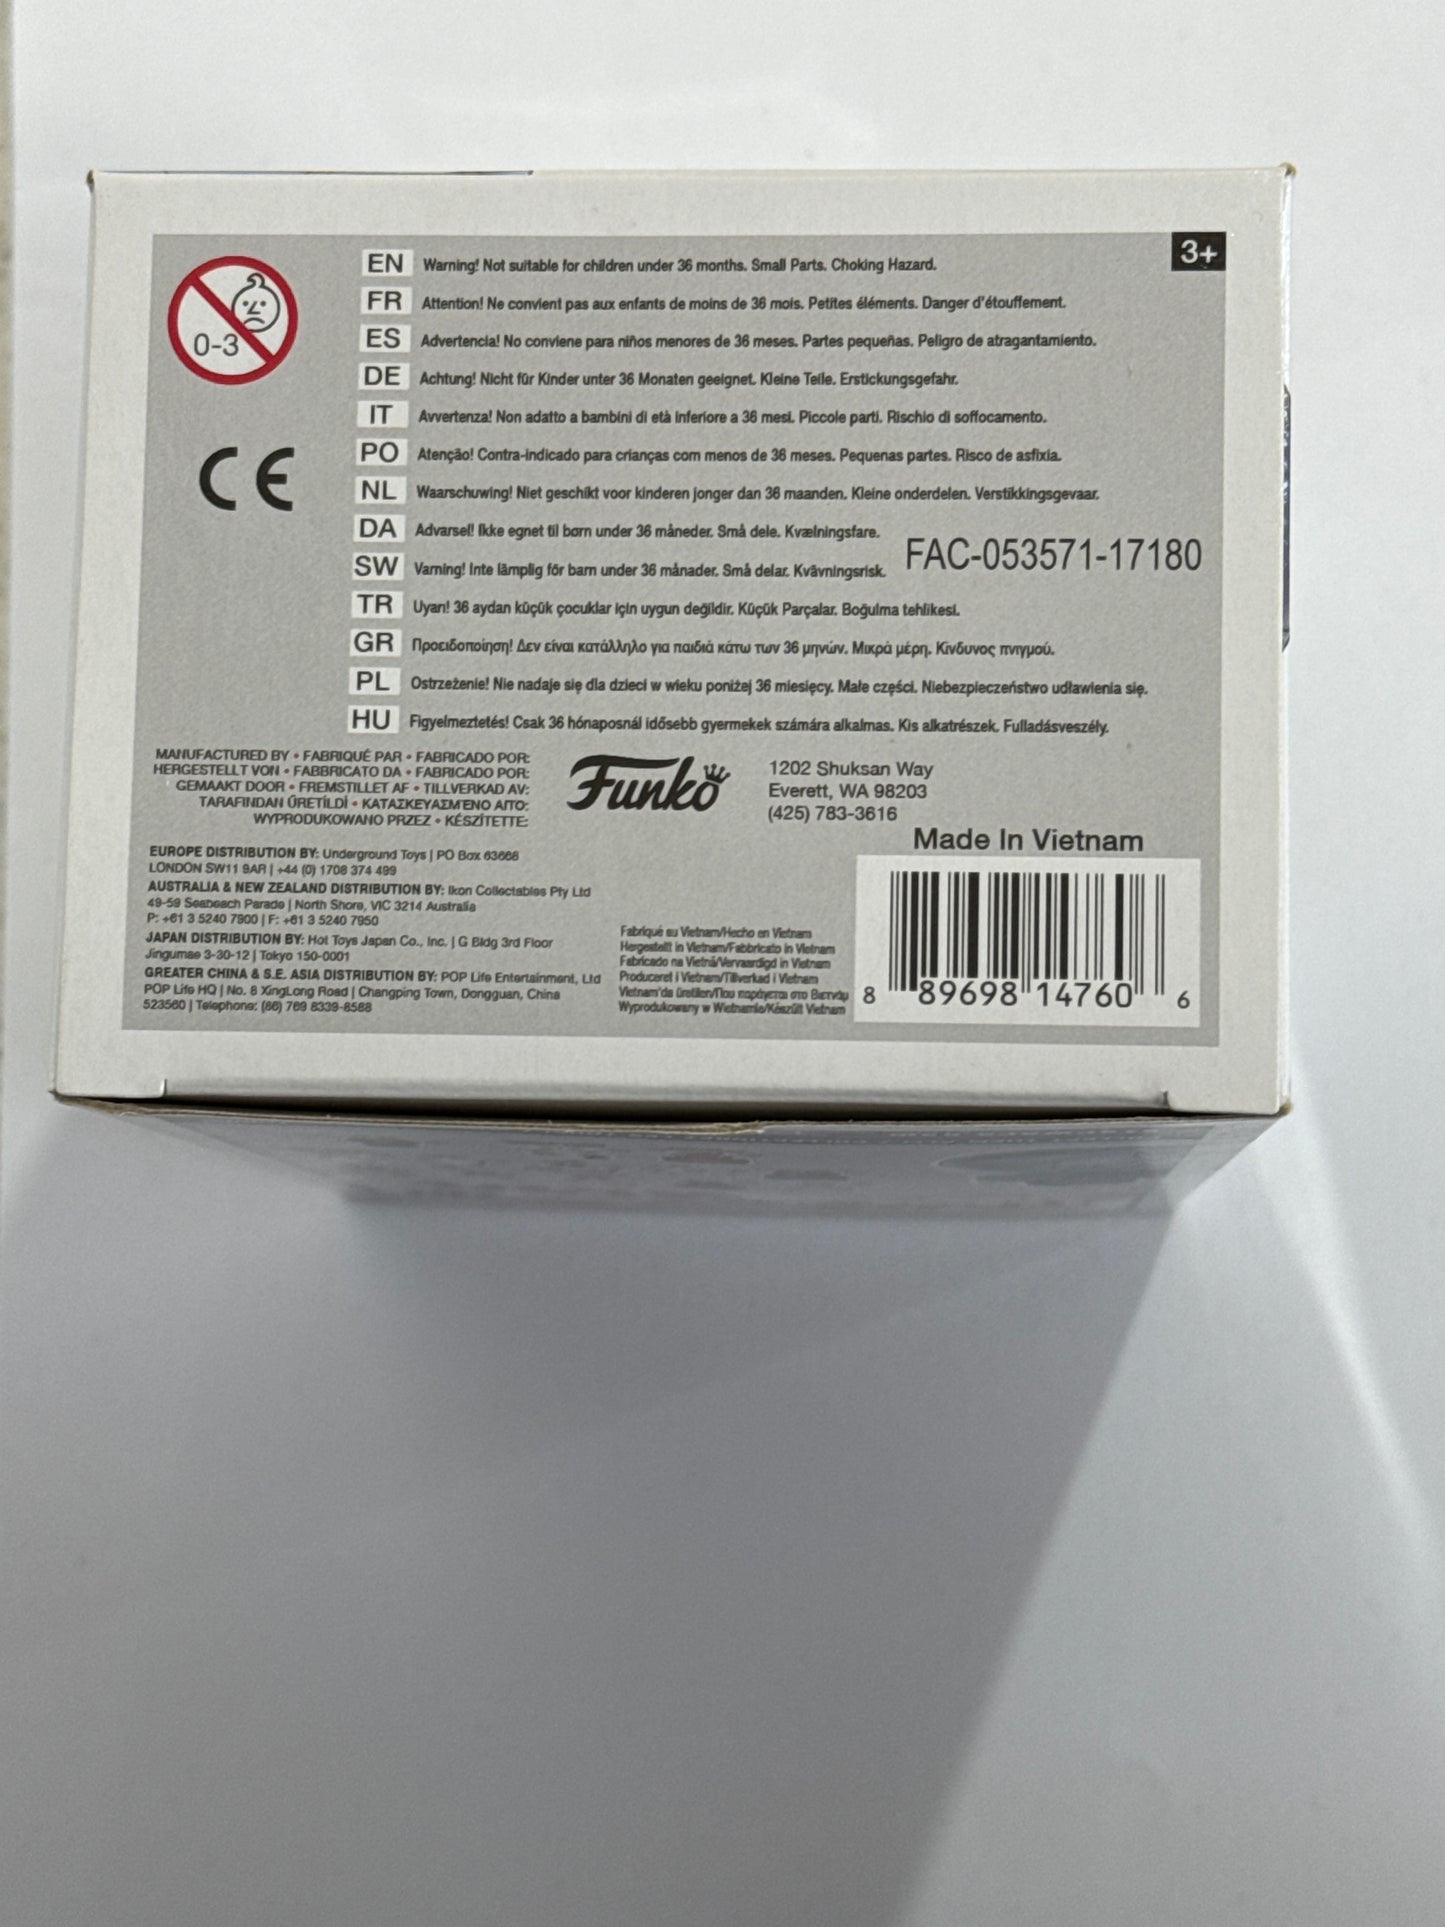 3+
0-3
CE
EN Warning! Not suitable for children under 36 months. Small Parts. Choking Hazard.
FR Attention! Ne convient pas aux enfants de moins de 36 mois. Petites éléments. Danger d'étouffement.
ES Advertencia! No conviene para niños menores de 36 meses. Partes pequeñas. Peligro de atragantamiento.
DE Achtung! Nicht für Kinder unter 36 Monaten geeignet. Kleine Teile. Erstickungsgefahr.
IT Avvertenza! Non adatto a bambini di età inferiore a 36 mesi. Piccole parti. Rischio di soffocamento.
PO Atenção! Contra-indicado para crianças com menos de 36 meses. Pequenas partes. Risco de asfixia.
NL Waarschuwing! Niet geschikt voor kinderen jonger dan 36 maanden. Kleine onderdelen. Verstikkingsgevaar.
DA Advarsel! Ikke egnet til børn under 36 måneder. Små dele. Kvælningsfare.
SW Varning! Inte lämplig för barn under 36 månader. Små delar. Kvävningsrisk.
FAC-053571-17180
TR Uyarı! 36 aydan küçük çocuklar için uygun değildir. Küçük Parçalar. Boğulma tehlikesi.
GR Προειδοποίηση! Δεν είναι κατάλληλο για παιδιά κάτω των 36 μηνών. Μικρά μέρη. Κίνδυνος πνιγμού.
PL Ostrzeżenie! Nie nadaje się dla dzieci w wieku poniżej 36 miesięcy. Małe części. Niebezpieczeństwo udławienia się.
HU Figyelmeztetés! Csak 36 hónaposnál idősebb gyermekek számára alkalmas. Kis alkatrészek. Fulladásveszély.
MANUFACTURED BY • FABRIQUÉ PAR • FABRICADO POR:
HERGESTELLT VON • FABBRICATO DA • FABRICADO POR:
GEMAAKT DOOR • FREMSTILLET AF • TILLVERKAD AV:
TARAFINDAN ÜRETİLDİ • ΚΑΤΑΣΚΕΥΑΣΜΈΝΟ ΑΠΌ:
WYPRODUKOWANO PRZEZ • KÉSZÍTETTE:
Funko
1202 Shuksan Way
Everett, WA 98203
(425) 783-3616
Made In Vietnam
EUROPE DISTRIBUTION BY: Underground Toys | PO Box 63668
LONDON SW11 9AR | +44 (0) 1708 374 499
AUSTRALIA & NEW ZEALAND DISTRIBUTION BY: Ikon Collectables Pty Ltd
49-59 Seabeach Parade | North Shore, VIC 3214 Australia
P: +61 3 5240 7900 | F: +61 3 5240 7950
JAPAN DISTRIBUTION BY: Hot Toys Japan Co., Inc. | G Bldg 3rd Floor
Jingumae 3-30-12 | Tokyo 150-0001
GREATER CHINA & S.E. ASIA DISTRIBUTION BY: POP Life Entertainment, Ltd
POP Life HQ | No. 8 XingLong Road | Changping Town, Dongguan, China
523560 | Telephone: (86) 769 8339-8588
Fabriqué au Vietnam/Hecho en Vietnam
Hergestellt in Vietnam/Fabbricato in Vietnam
Fabricado na Vietnã/Vervaardigd in Vietnam
Produceret i Vietnam/Tillverkad i Vietnam
Vietnam'da üretilen/Που παράγεται στο Βιετνάμ
Wyprodukowany w Wietnamie/Készült Vietnam
8 89698 14760 6